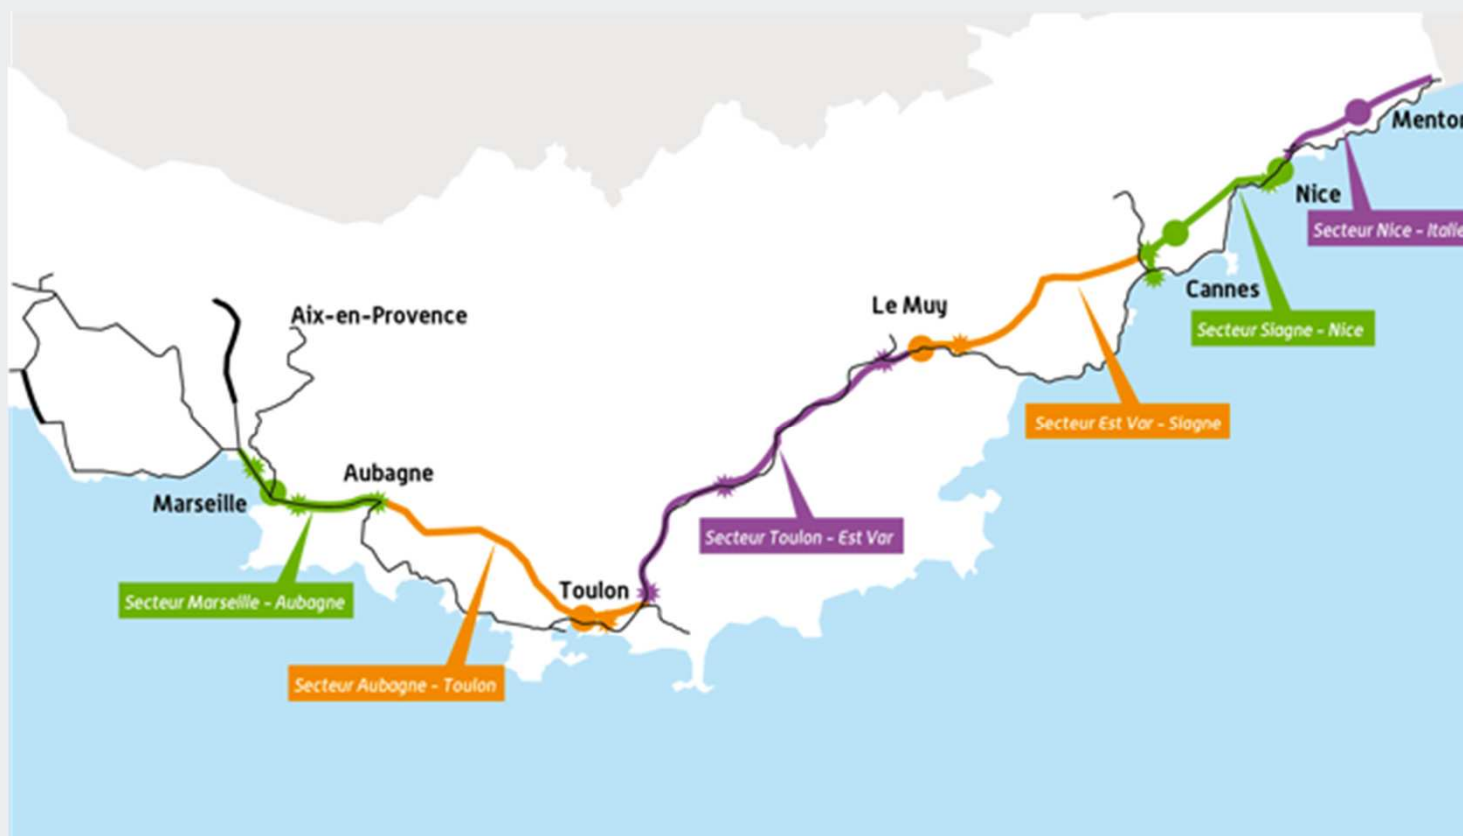 Mento
Nice
Secteur Nice - Italie
Le Muy
Cannes
Aix-en-Provence
Secteur Siagne - Nice
Secteur Est Var - Siagne
Aubagne
Marseille
Secteur Toulon - Est Var
Toulon
Secteur Marseille - Aubagne
Secteur Aubagne - Toulon